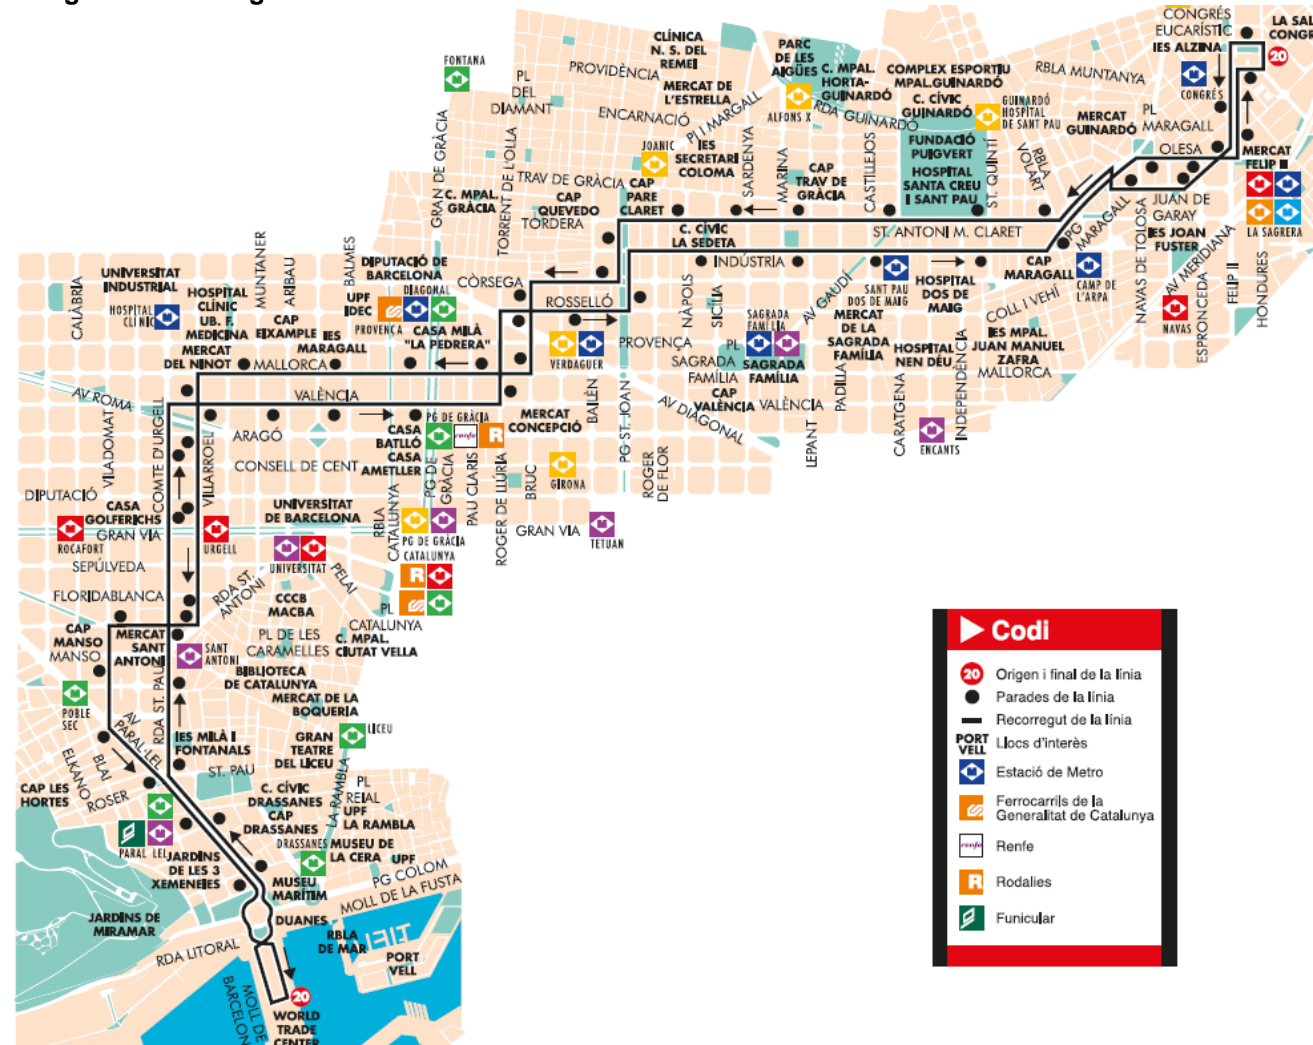 CONGRÉS
EUCARÍSTIC
IES ALZINA
LA SAL
CONGR
20
CLÍNICA
N. S. DEL
REMEI
PARC
DE LES
AIGÜES
C. MPAL.
HORTA-
GUINARDÓ
COMPLEX ESPORTIU
MPAL.GUINARDÓ
C. CÍVIC
GUINARDÓ
RBLA MUNTANYA
CONGRÉS
FONTANA
PL
DEL
DIAMANT
PROVIDÈNCIA
MERCAT DE
L'ESTRELLA
ENCARNACIÓ
PI I MARGALL
ALFONS X
RDA GUINARDÓ
GUINARDÓ
HOSPITAL
DE SANT PAU
MERCAT
GUINARDÓ
PL
MARAGALL
OLESA
MERCAT
FELIP II
JOANIC
IES
SECRETARI
COLOMA
SARDENYA
MARINA
CAP
TRAV DE
GRÀCIA
CASTILLEJOS
FUNDACIÓ
PUIGVERT
HOSPITAL
SANTA CREU
I SANT PAU
ST. QUINTÍ
RBLA
VOLART
GRAN DE GRÀCIA
C. MPAL.
GRÀCIA
TORRENT DE L'OLLA
TRAV DE GRÀCIA
CAP
QUEVEDO
TORDERA
CAP
PARE
CLARET
C. CÍVIC
LA SEDETA
ST. ANTONI M. CLARET
PG
MARAGALL
NAVAS DE TOLOSA
JUAN DE
GARAY
IES JOAN
FUSTER
LA SAGRERA
AV MERIDIANA
ESPRONCEDA
FELIP II
HONDURES
NAVAS
CAP
MARAGALL
CAMP DE
L'ARPA
COLL I VEHÍ
INDÚSTRIA
SANT PAU
DOS DE MAIG
HOSPITAL
DOS DE
MAIG
CALÀBRIA
UNIVERSITAT
INDUSTRIAL
HOSPITAL
CLÍNIC
HOSPITAL
CLÍNIC
UB. F.
MEDICINA
MERCAT
DEL NINOT
MUNTANER
ARIBAU
CAP
EIXAMPLE
IES
MARAGALL
BALMES
DIPUTACIÓ DE
BARCELONA
UPF
IDEC
PROVENÇA
DIAGONAL
CASA MILÀ
"LA PEDRERA"
CÒRSEGA
ROSSELLÓ
VERDAGUER
PROVENÇA
NÀPOLS
SICÍLIA
SAGRADA
FAMÍLIA
AV GAUDÍ
PL
SAGRADA
FAMÍLIA
SAGRADA
FAMÍLIA
CAP
VALÈNCIA
VALÈNCIA
MERCAT
DE LA
SAGRADA
FAMÍLIA
HOSPITAL
NEN DÉU
IES MPAL.
JUAN MANUEL
ZAFRA
MALLORCA
MALLORCA
AV ROMA
VILADOMAT
COMTE D'URGELL
VILLARROEL
VALÈNCIA
ARAGÓ
CONSELL DE CENT
CASA
BATLLÓ
CASA
AMETLLER
PG DE GRÀCIA
renfe
R
MERCAT
CONCEPCIÓ
BAILÈN
PG ST. JOAN
AV DIAGONAL
LEPANT
PADILLA
CARATGENA
INDEPENDÈNCIA
ENCANTS
DIPUTACIÓ
CASA
GOLFERICHS
GRAN VIA
ROCAFORT
URGELL
UNIVERSITAT
DE BARCELONA
UNIVERSITAT
RBLA
CATALUNYA
PG DE
GRÀCIA
PAU CLARIS
ROGER DE LLÚRIA
BRUC
GIRONA
ROGER
DE FLOR
PG DE GRÀCIA
GRAN VIA
TETUAN
SEPÚLVEDA
FLORIDABLANCA
RDA ST.
ANTONI
PELAI
CATALUNYA
R
CCCB
MACBA
PL
CATALUNYA
CAP
MANSO
MANSO
MERCAT
SANT
ANTONI
SANT
ANTONI
PL DE LES
CARAMELLES
C. MPAL.
CIUTAT VELLA
BIBLIOTECA
DE CATALUNYA
MERCAT DE LA
BOQUERIA
POBLE
SEC
AV
PARAL·LEL
RDA ST. PAU
IES MILÀ I
FONTANALS
GRAN
TEATRE
DEL LICEU
LICEU
ELKANO
BLAI
ROSER
ST. PAU
CAP LES
HORTES
C. CÍVIC
DRASSANES
CAP
DRASSANES
LA RAMBLA
PL
REIAL
UPF
LA RAMBLA
PARAL LEL
JARDINS
DE LES 3
XEMENEIES
DRASSANES
MUSEU DE
LA CERA
UPF
MUSEU
MARÍTIM
PG COLOM
MOLL DE LA FUSTA
JARDINS DE
MIRAMAR
DUANES
RBLA
DE MAR
RDA LITORAL
PORT
VELL
MOLL DE
BARCELONA
20
WORLD
TRADE
CENTER
Codi
20 Origen i final de la línia
Parades de la línia
Recorregut de la línia
PORT
VELL Llocs d'interès
Estació de Metro
Ferrocarrils de la
Generalitat de Catalunya
renfe Renfe
R Rodalies
Funicular